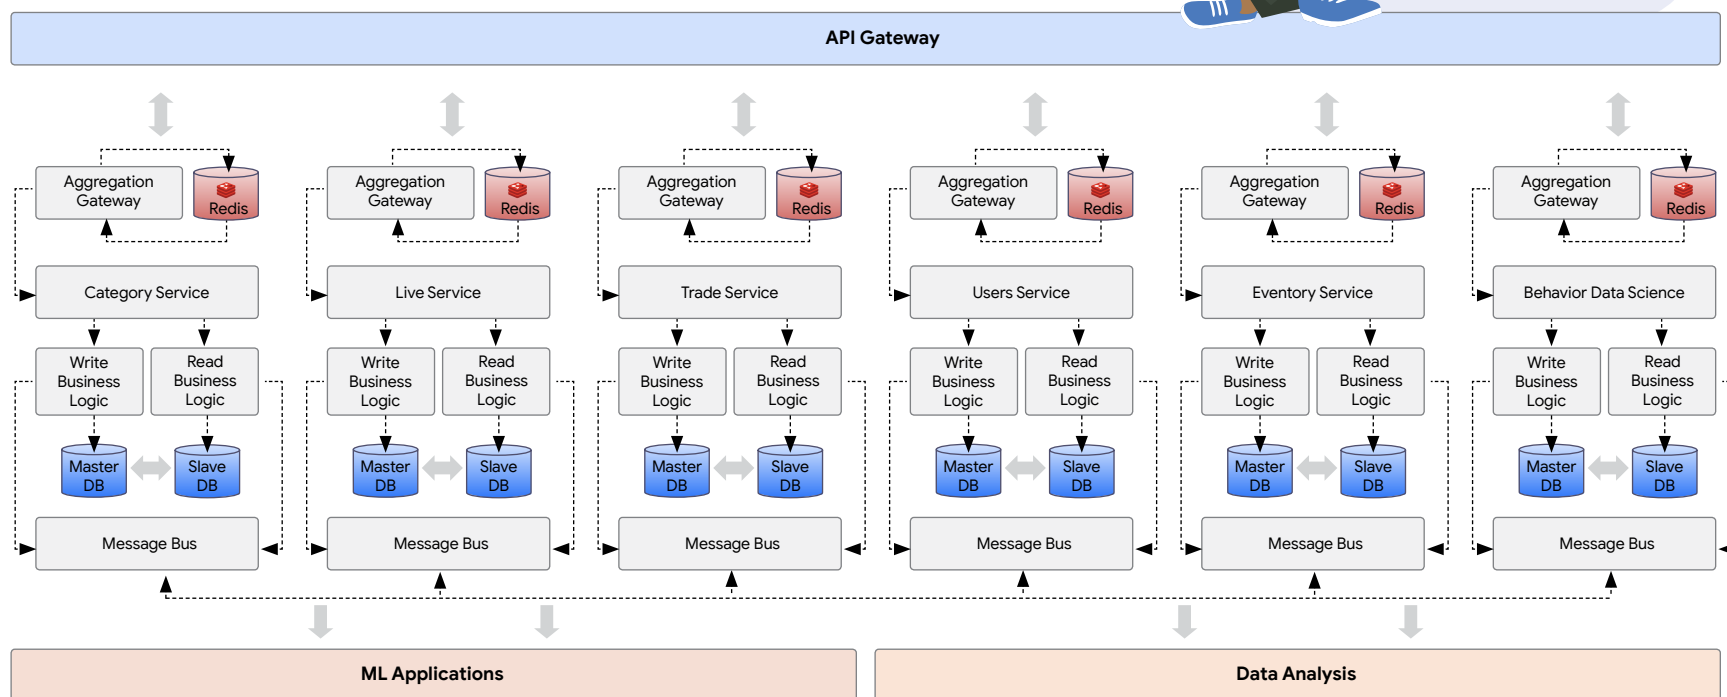 API Gateway
Aggregation
Gateway
Redis
Aggregation
Gateway
Redis
Aggregation
Gateway
Redis
Aggregation
Gateway
Redis
Aggregation
Gateway
Redis
Aggregation
Gateway
Redis
Category Service
Live Service
Trade Service
Users Service
Eventory Service
Behavior Data Science
Write
Business
Logic
Read
Business
Logic
Write
Business
Logic
Read
Business
Logic
Write
Business
Logic
Read
Business
Logic
Write
Business
Logic
Read
Business
Logic
Write
Business
Logic
Read
Business
Logic
Write
Business
Logic
Read
Business
Logic
Master
DB
Slave
DB
Master
DB
Slave
DB
Master
DB
Slave
DB
Master
DB
Slave
DB
Master
DB
Slave
DB
Master
DB
Slave
DB
Message Bus
Message Bus
Message Bus
Message Bus
Message Bus
Message Bus
ML Applications
Data Analysis